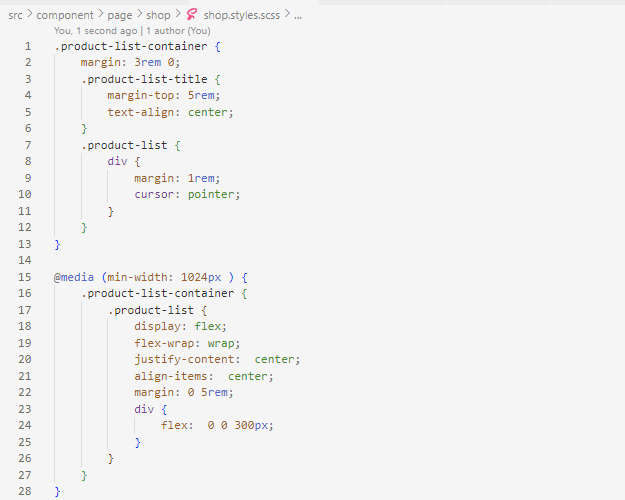 src > component > page > shop > shop.styles.scss > ...
You, 1 second ago | 1 author (You)
1 .product-list-container {
2 margin: 3rem 0;
3 .product-list-title {
4 margin-top: 5rem;
5 text-align: center;
6 }
7 .product-list {
8 div {
9 margin: 1rem;
10 cursor: pointer;
11 }
12 }
13 }
14
15 @media (min-width: 1024px ) {
16 .product-list-container {
17 .product-list {
18 display: flex;
19 flex-wrap: wrap;
20 justify-content:  center;
21 align-items:  center;
22 margin: 0 5rem;
23 div {
24 flex:  0 0 300px;
25 }
26 }
27 }
28 }